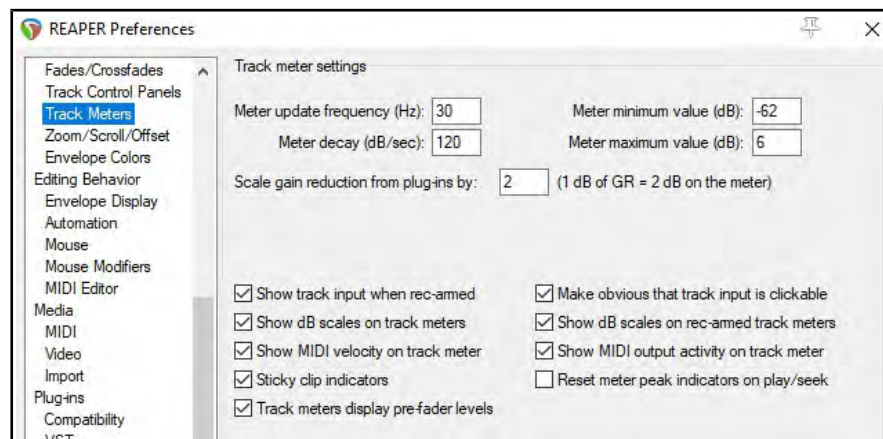 REAPER Preferences
Fades/Crossfades
Track Control Panels
Track Meters
Zoom/Scroll/Offset
Envelope Colors
Editing Behavior
Envelope Display
Automation
Mouse
Mouse Modifiers
MIDI Editor
Media
MIDI
Video
Import
Plug-ins
Compatibility
VST
Track meter settings
Meter update frequency (Hz): 30 Meter minimum value (dB): -62
Meter decay (dB/sec): 120 Meter maximum value (dB): 6
Scale gain reduction from plug-ins by: 2 (1 dB of GR = 2 dB on the meter)
Show track input when rec-armed Make obvious that track input is clickable
Show dB scales on track meters Show dB scales on rec-armed track meters
Show MIDI velocity on track meter Show MIDI output activity on track meter
Sticky clip indicators Reset meter peak indicators on play/seek
Track meters display pre-fader levels